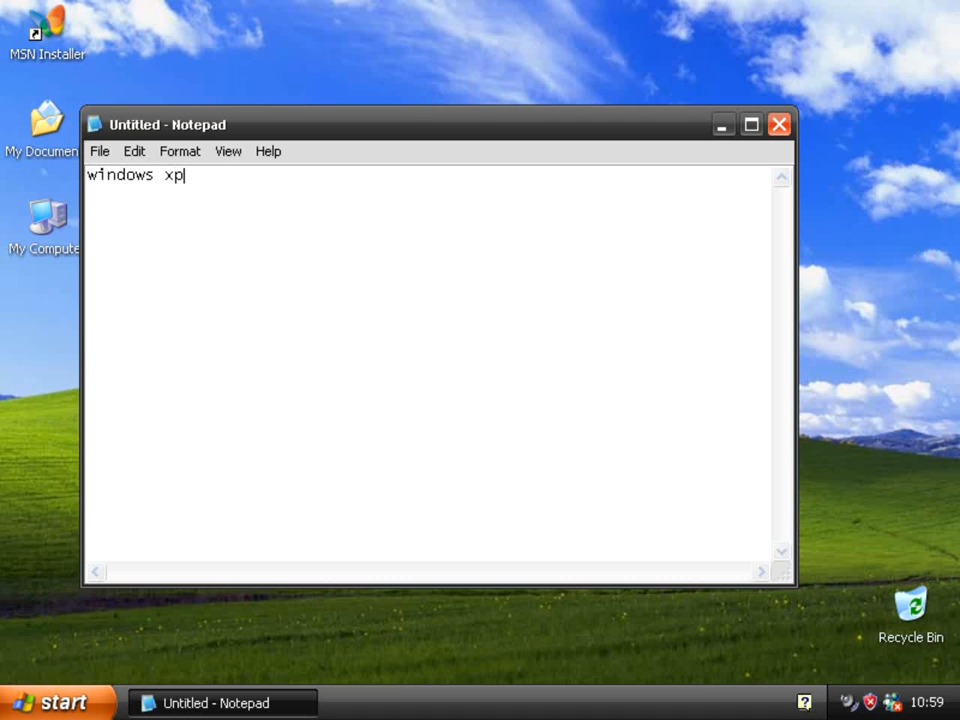 MSN Installer
My Documen
My Compute
Untitled - Notepad
File Edit Format View Help
windows xp
Recycle Bin
start
Untitled - Notepad
10:59